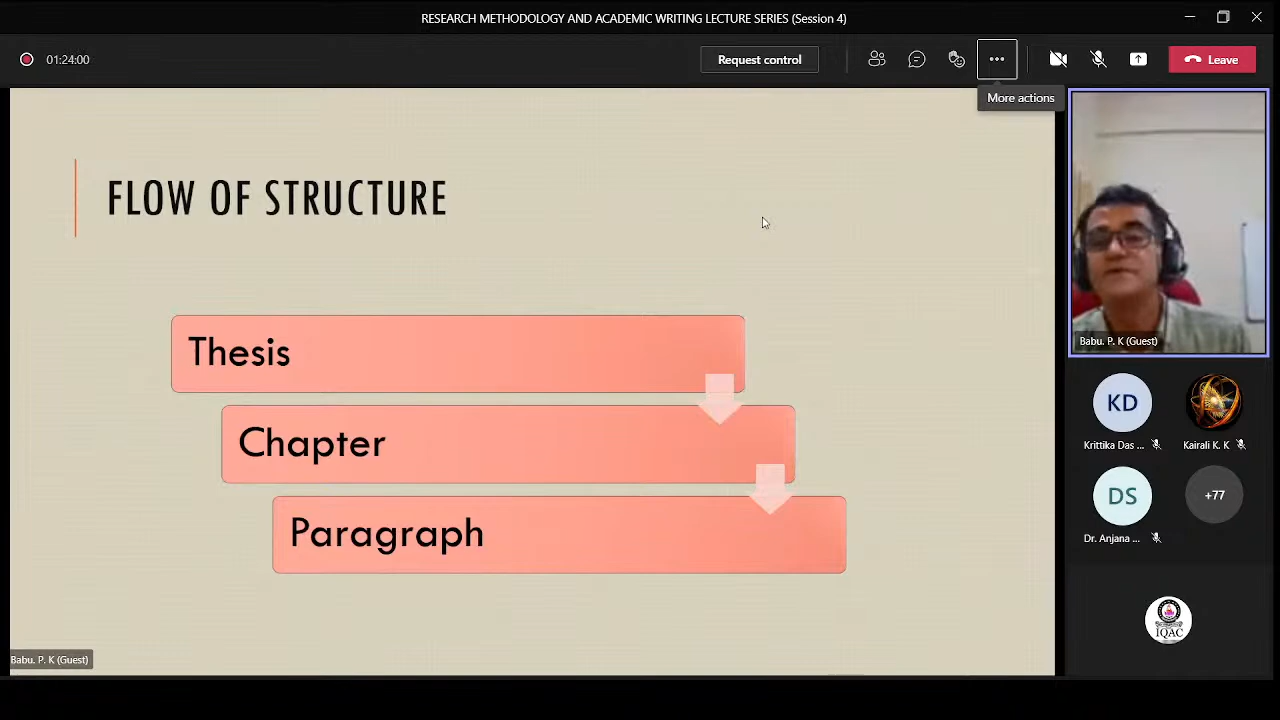 RESEARCH METHODOLOGY AND ACADEMIC WRITING LECTURE SERIES (Session 4)
01:24:00
Request control
Leave
More actions
FLOW OF STRUCTURE
Thesis
Chapter
Paragraph
Babu. P. K (Guest)
KD
Krittika Das ...
Kairali K. K
DS
+77
Dr. Anjana ...
IQAC
Babu. P. K (Guest)